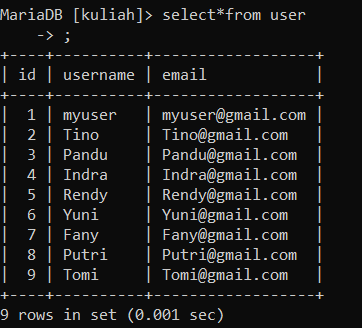 MariaDB [kuliah]> select*from user
    -> ;
+----+----------+------------------+
| id | username | email            |
+----+----------+------------------+
|  1 | myuser   | myuser@gmail.com |
|  2 | Tino     | Tino@gmail.com   |
|  3 | Pandu    | Pandu@gmail.com  |
|  4 | Indra    | Indra@gmail.com  |
|  5 | Rendy    | Rendy@gmail.com  |
|  6 | Yuni     | Yuni@gmail.com   |
|  7 | Fany     | Fany@gmail.com   |
|  8 | Putri    | Putri@gmail.com  |
|  9 | Tomi     | Tomi@gmail.com   |
+----+----------+------------------+
9 rows in set (0.001 sec)